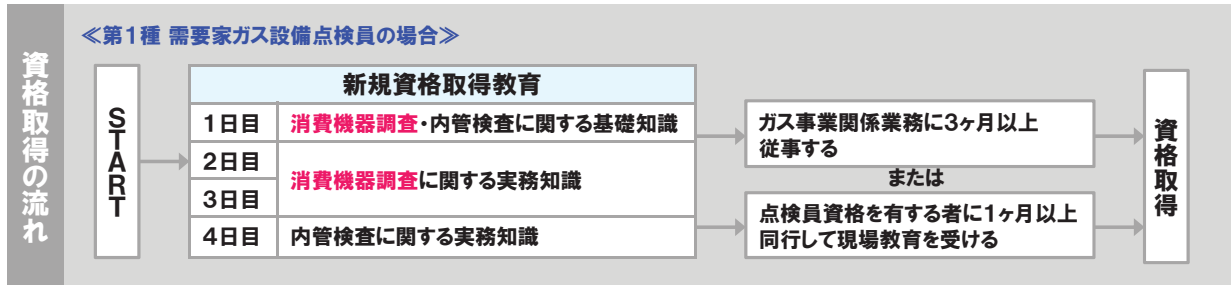 資格取得の流れ
≪第1種 需要家ガス設備点検員の場合≫
START
新規資格取得教育
1日目 消費機器調査・内管検査に関する基礎知識
2日目
3日目
消費機器調査に関する実務知識
4日目 内管検査に関する実務知識
ガス事業関係業務に3ヶ月以上
従事する
または
点検員資格を有する者に1ヶ月以上
同行して現場教育を受ける
資格取得